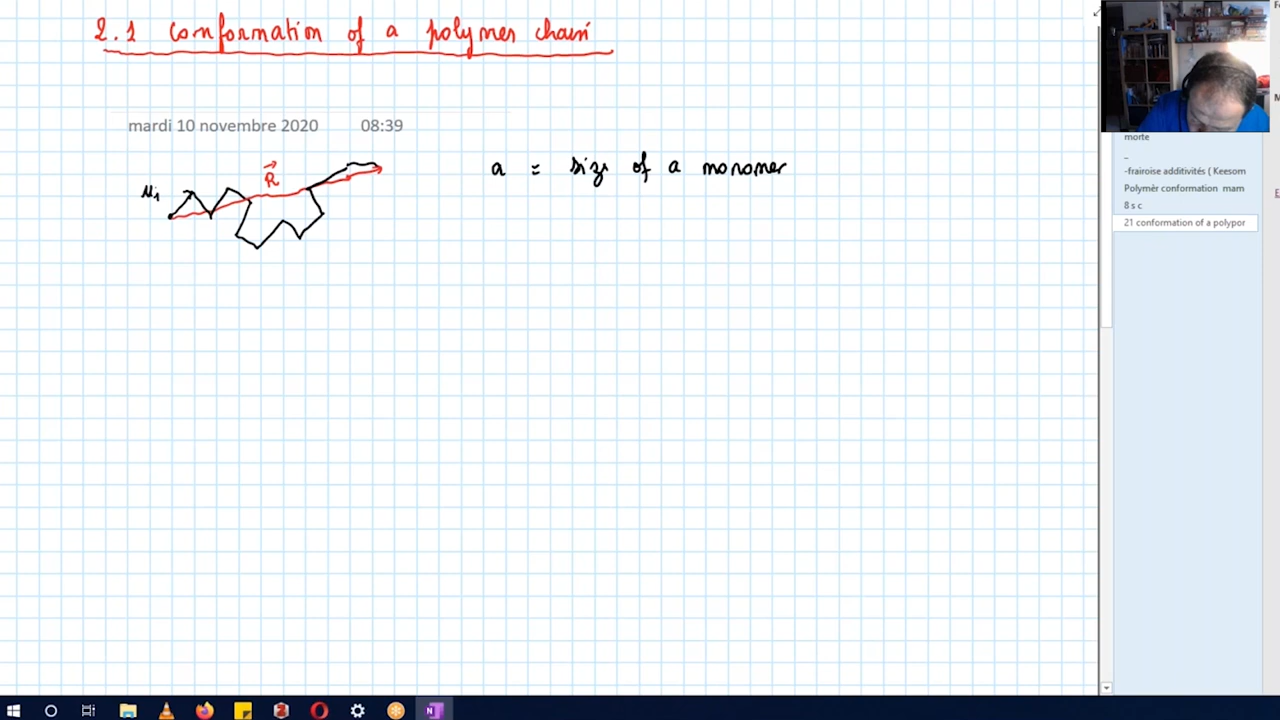 2.1 conformation of a polymer chain
mardi 10 novembre 2020 08:39
R
a = size of a monomer
morte
-frairoise additivités ( Keesom
Polymèr conformation mam
8 s c
21 conformation of a polypor